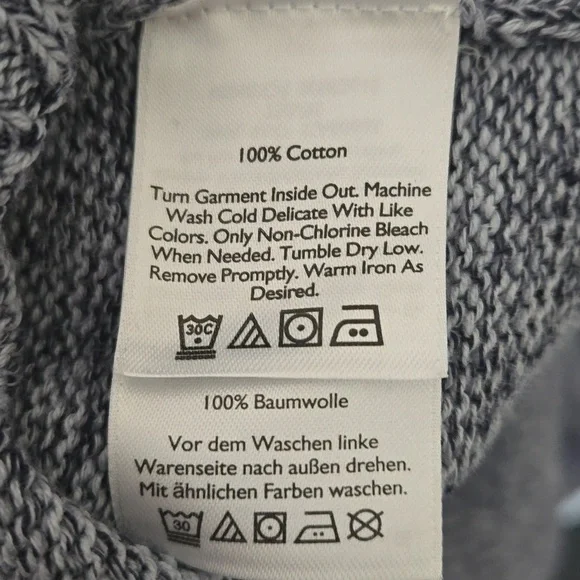 100% Cotton
Turn Garment Inside Out. Machine
Wash Cold Delicate With Like
Colors. Only Non-Chlorine Bleach
When Needed. Tumble Dry Low.
Remove Promptly. Warm Iron As
Desired.
30C
100% Baumwolle
Vor dem Waschen linke
Warenseite nach außen drehen.
Mit ähnlichen Farben waschen.
30